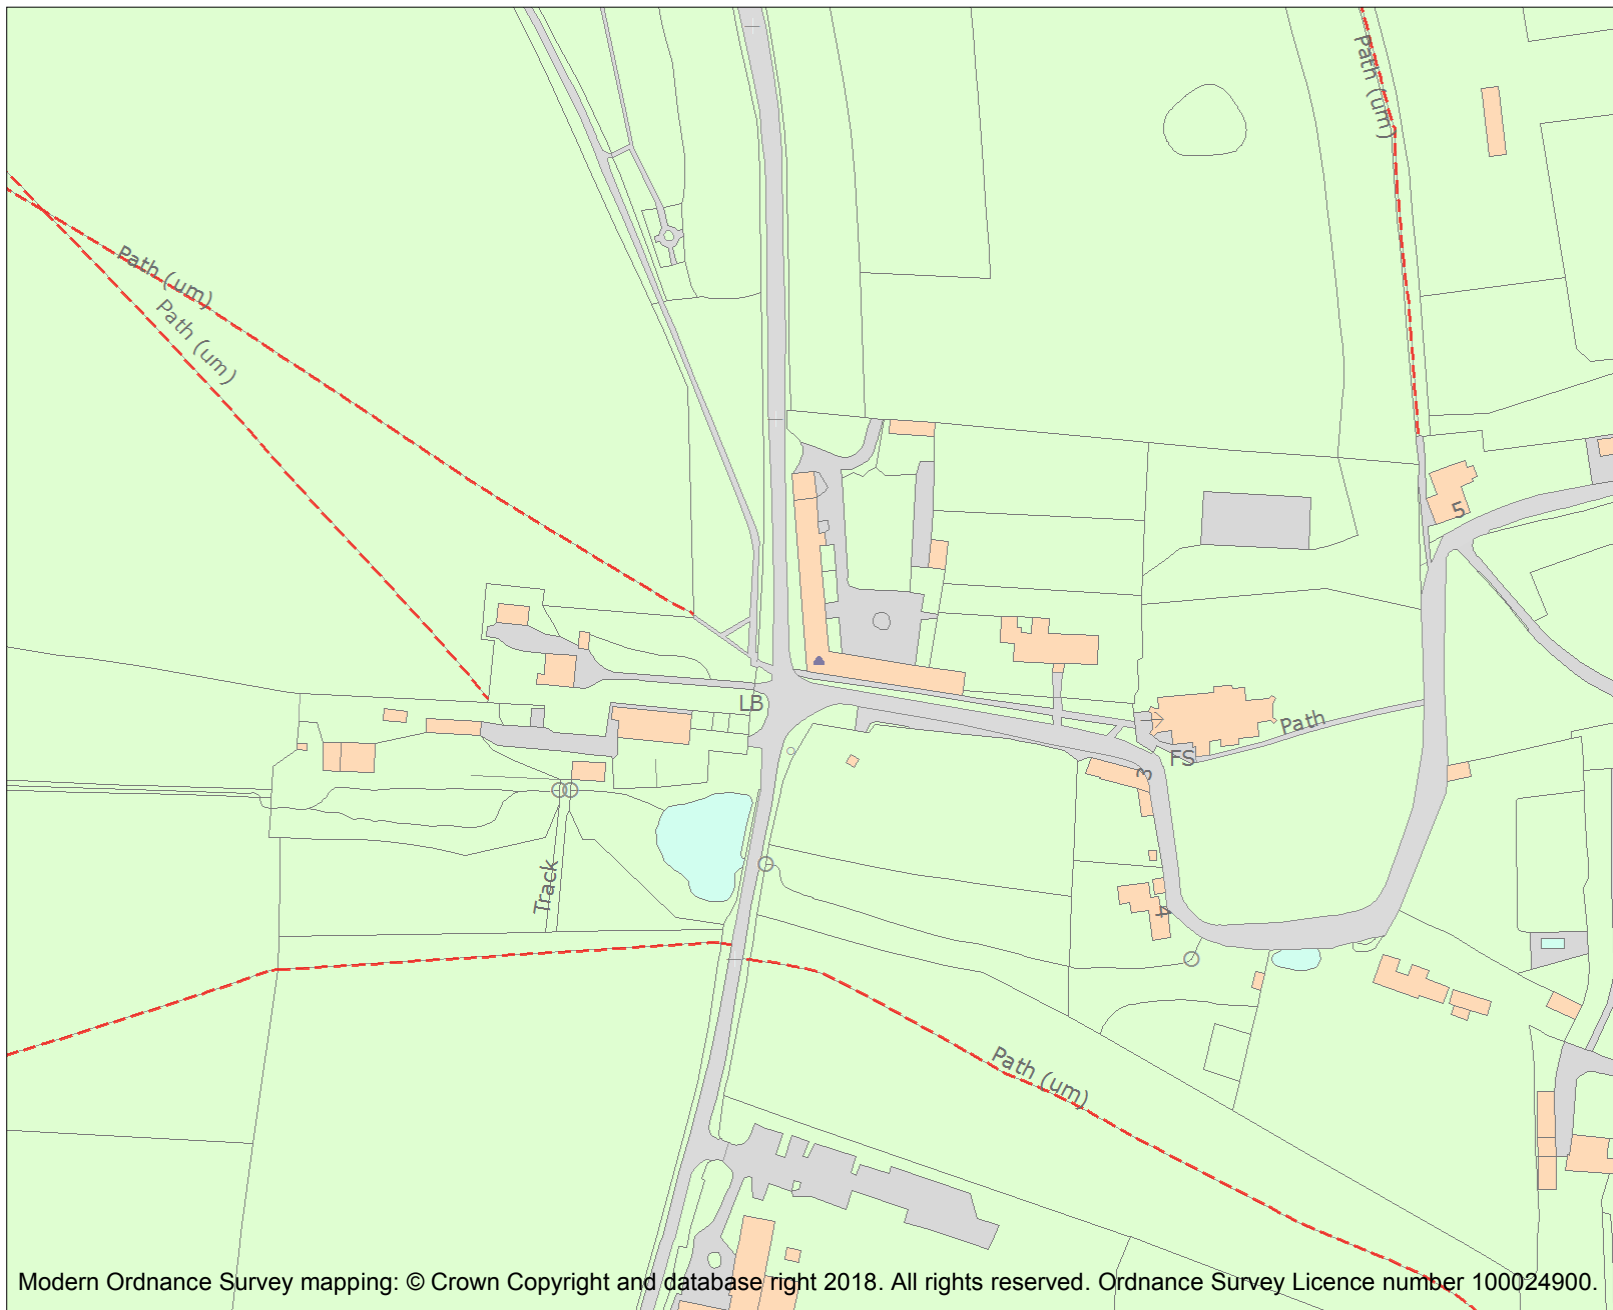 Path (um)
Path (um)
Path (um)
5
LB
Path
FS
3
Track
4
Path (um)
Modern Ordnance Survey mapping: © Crown Copyright and database right 2018. All rights reserved. Ordnance Survey Licence number 100024900.